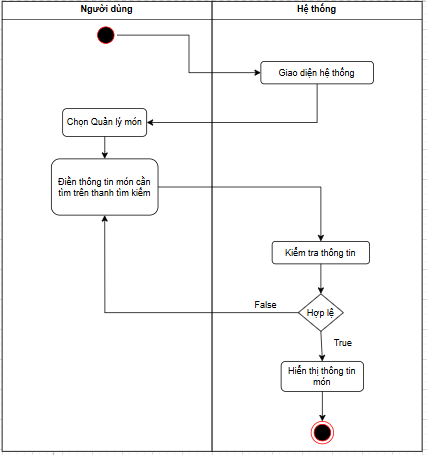 Người dùng
Hệ thống
Giao diện hệ thống
Chọn Quản lý món
Điền thông tin món cần
tìm trên thanh tìm kiếm
Kiểm tra thông tin
False
Hợp lệ
True
Hiển thị thông tin
món